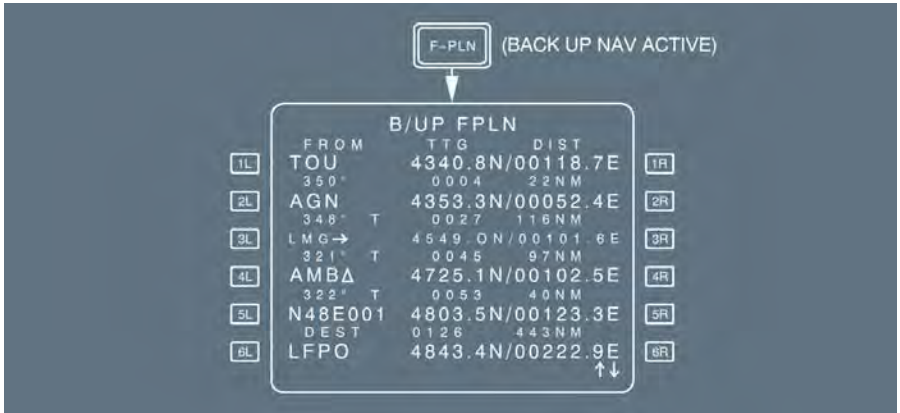 F-PLN (BACK UP NAV ACTIVE)
B/UP FPLN
FROM TTG DIST
1L TOU 4340.8N/00118.7E 1R
350° 0004 22NM
2L AGN 4353.3N/00052.4E 2R
348° T 0027 116NM
3L LMG→ 4549.0N/00101.6E 3R
321° T 0045 97NM
4L AMBΔ 4725.1N/00102.5E 4R
322° T 0053 40NM
5L N48E001 4803.5N/00123.3E 5R
DEST 0126 443NM
6L LFPO 4843.4N/00222.9E 6R
↑↓